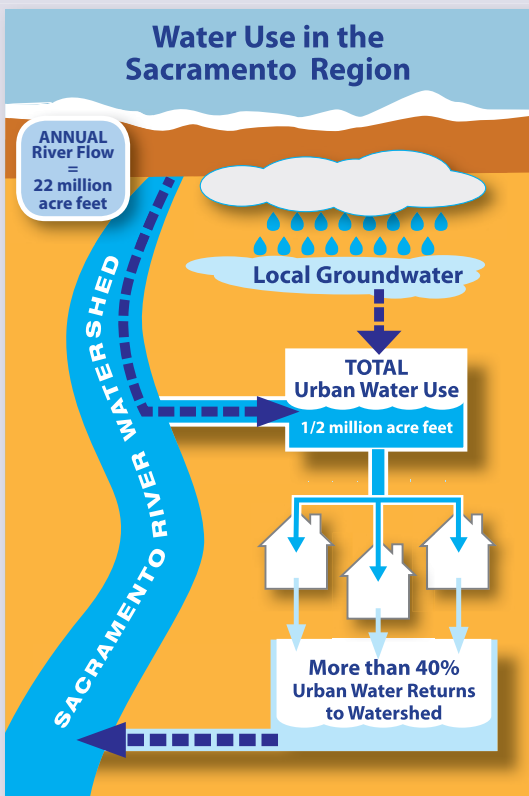 Water Use in the
Sacramento Region
ANNUAL
River Flow
=
22 million
acre feet
SACRAMENTO RIVER WATERSHED
Local Groundwater
TOTAL
Urban Water Use
1/2 million acre feet
More than 40%
Urban Water Returns
to Watershed